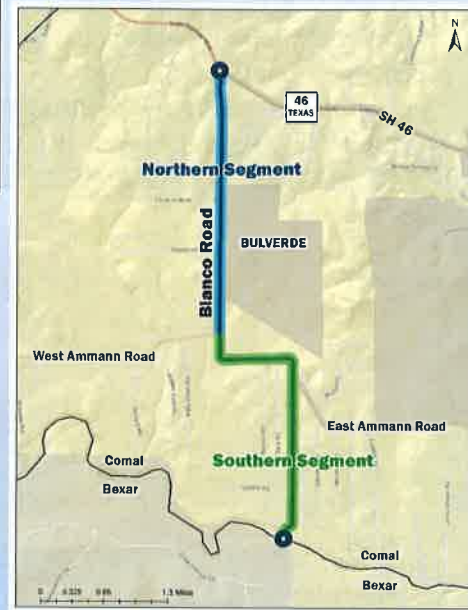 N
46
TEXAS
SH 46
Northern Segment
Blanco Road
BULVERDE
West Ammann Road
East Ammann Road
Southern Segment
Comal
Bexar
Comal
Bexar
0
1.3 Miles